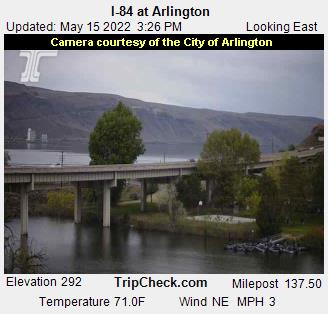 I-84 at Arlington
Updated: May 15 2022 3:26 PM Looking East
Camera courtesy of the City of Arlington
Elevation 292 TripCheck.com Milepost 137.50
Temperature 71.0F Wind NE MPH 3